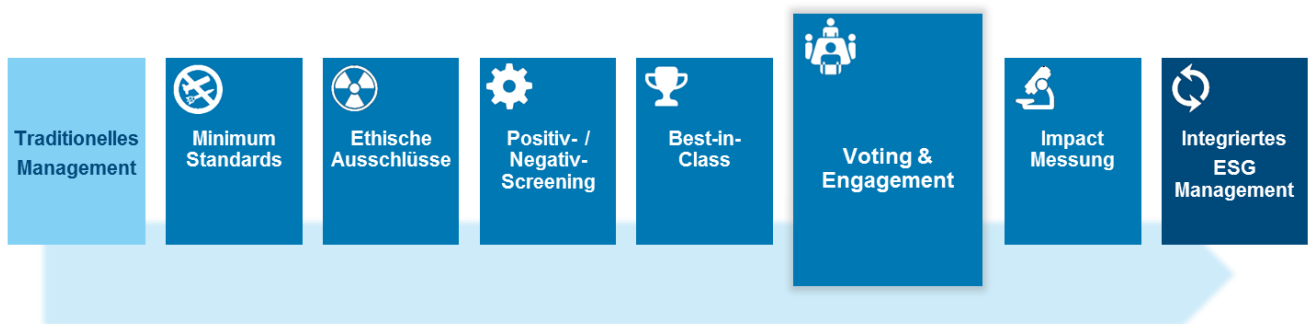 Traditionelles
Management
Minimum
Standards
Ethische
Ausschlüsse
Positiv- /
Negativ-
Screening
Best-in-
Class
Voting &
Engagement
Impact
Messung
Integriertes
ESG
Management